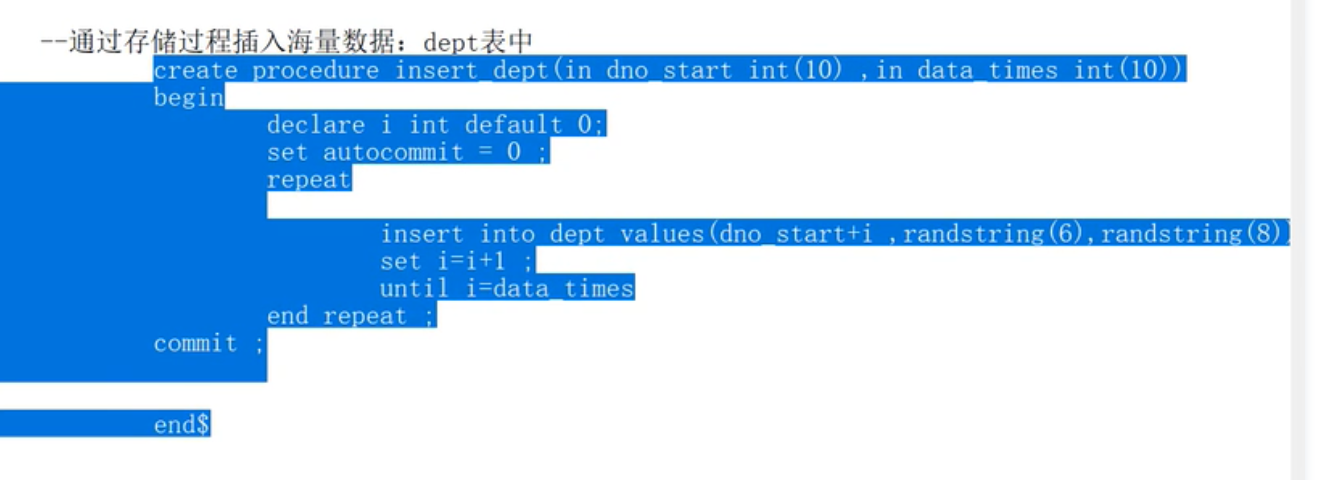 --通过存储过程插入海量数据：dept表中
create procedure insert_dept(in dno_start int(10) ,in data_times int(10))
begin
declare i int default 0;
set autocommit = 0 ;
repeat
insert into dept values(dno_start+i ,randstring(6),randstring(8))
set i=i+1 ;
until i=data_times
end repeat ;
commit ;
end$